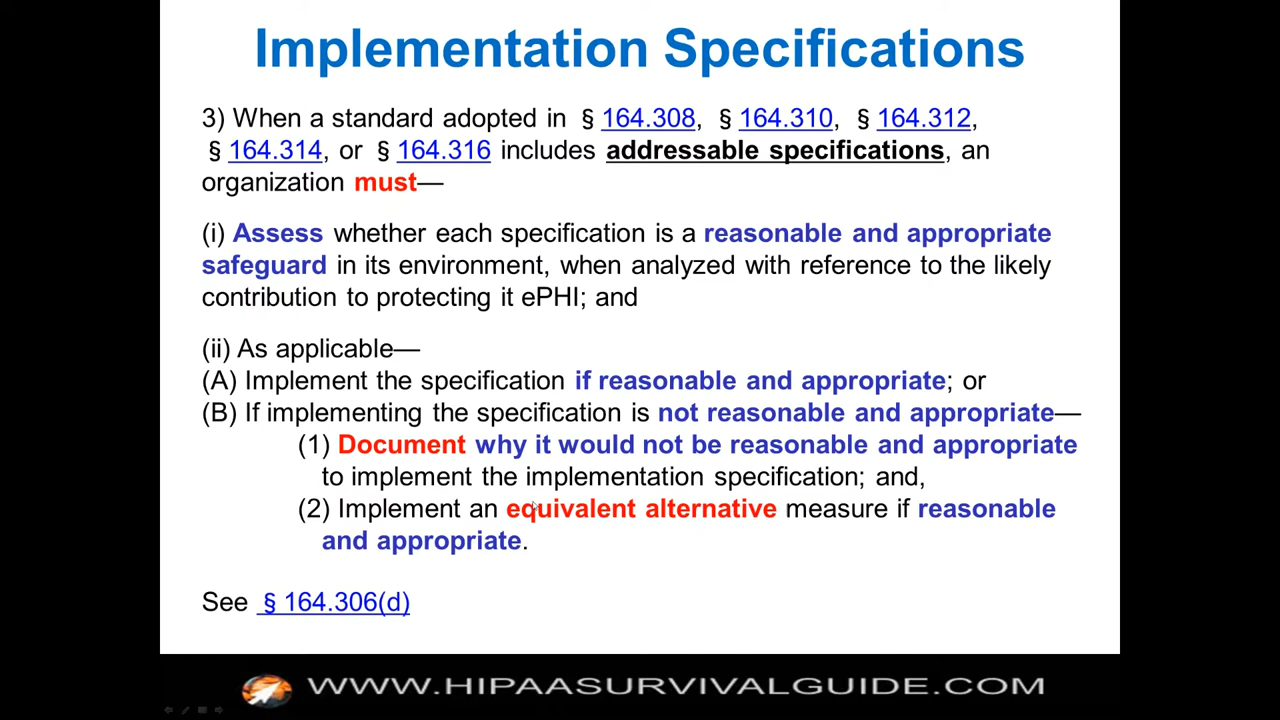 Implementation Specifications
3) When a standard adopted in § 164.308, § 164.310, § 164.312,
§ 164.314, or § 164.316 includes addressable specifications, an
organization must—
(i) Assess whether each specification is a reasonable and appropriate
safeguard in its environment, when analyzed with reference to the likely
contribution to protecting it ePHI; and
(ii) As applicable—
(A) Implement the specification if reasonable and appropriate; or
(B) If implementing the specification is not reasonable and appropriate—
(1) Document why it would not be reasonable and appropriate
to implement the implementation specification; and,
(2) Implement an equivalent alternative measure if reasonable
and appropriate.
See § 164.306(d)
WWW.HIPAASURVIVALGUIDE.COM